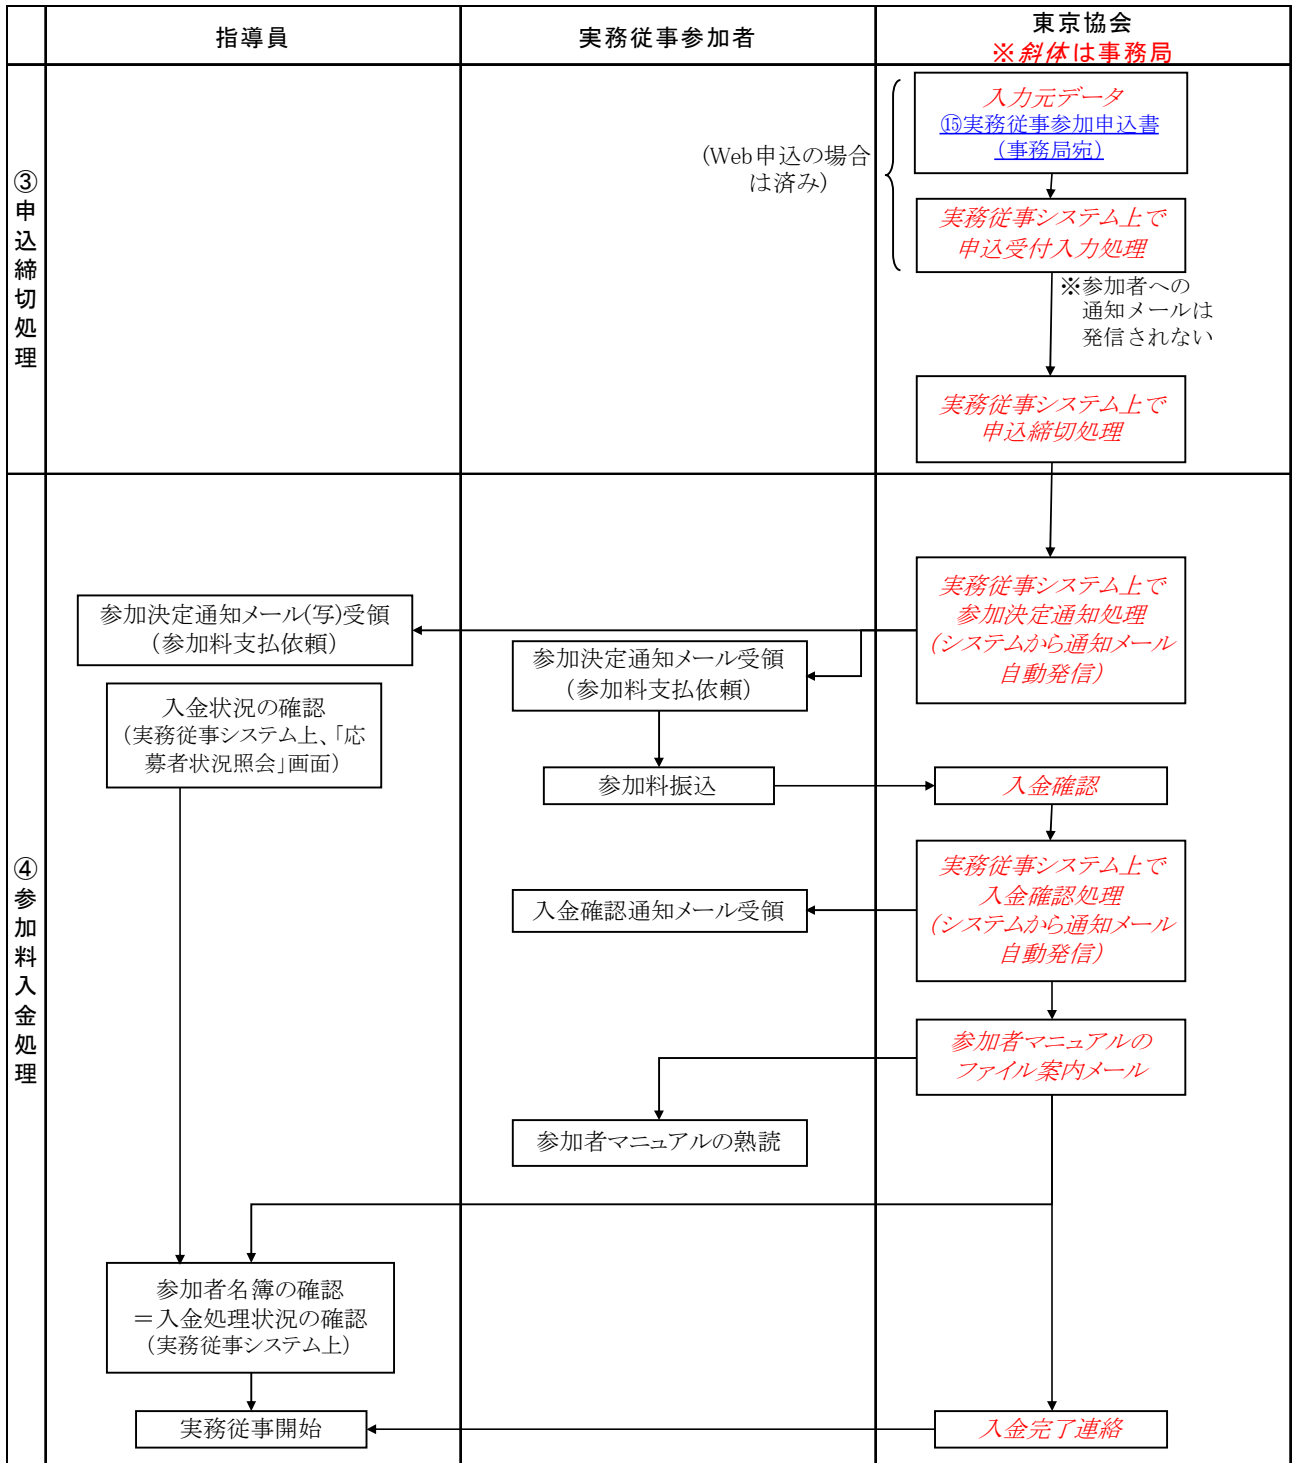 指導員
実務従事参加者
東京協会
※斜体は事務局
③申込締切処理
(Web申込の場合
は済み)
入力元データ
⑮実務従事参加申込書
(事務局宛)
実務従事システム上で
申込受付入力処理
※参加者への
通知メールは
発信されない
実務従事システム上で
申込締切処理
④参加料入金処理
実務従事システム上で
参加決定通知処理
(システムから通知メール
自動発信)
参加決定通知メール(写)受領
(参加料支払依頼)
参加決定通知メール受領
(参加料支払依頼)
入金状況の確認
(実務従事システム上、「応
募者状況照会」画面)
参加料振込
入金確認
実務従事システム上で
入金確認処理
(システムから通知メール
自動発信)
入金確認通知メール受領
参加者マニュアルの
ファイル案内メール
参加者マニュアルの熟読
参加者名簿の確認
＝入金処理状況の確認
(実務従事システム上)
実務従事開始
入金完了連絡